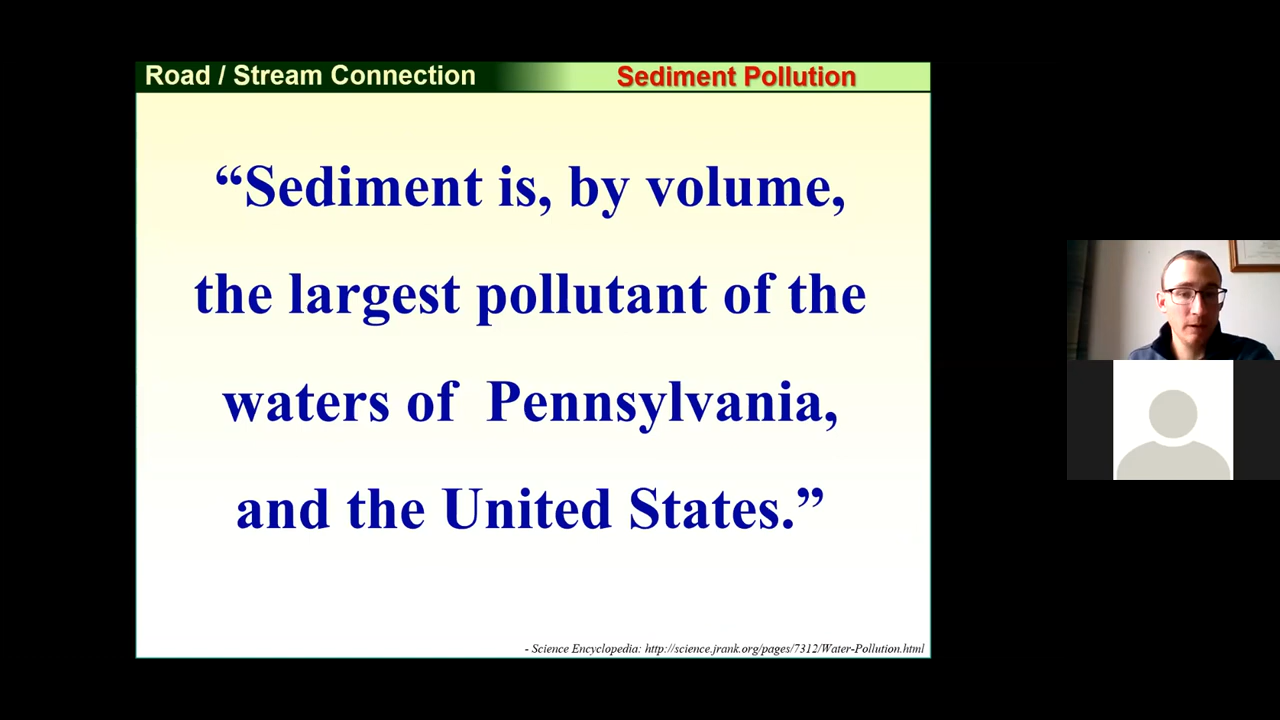 Road / Stream Connection
Sediment Pollution
“Sediment is, by volume,
the largest pollutant of the
waters of Pennsylvania,
and the United States.”
- Science Encyclopedia: http://science.jrank.org/pages/7312/Water-Pollution.html